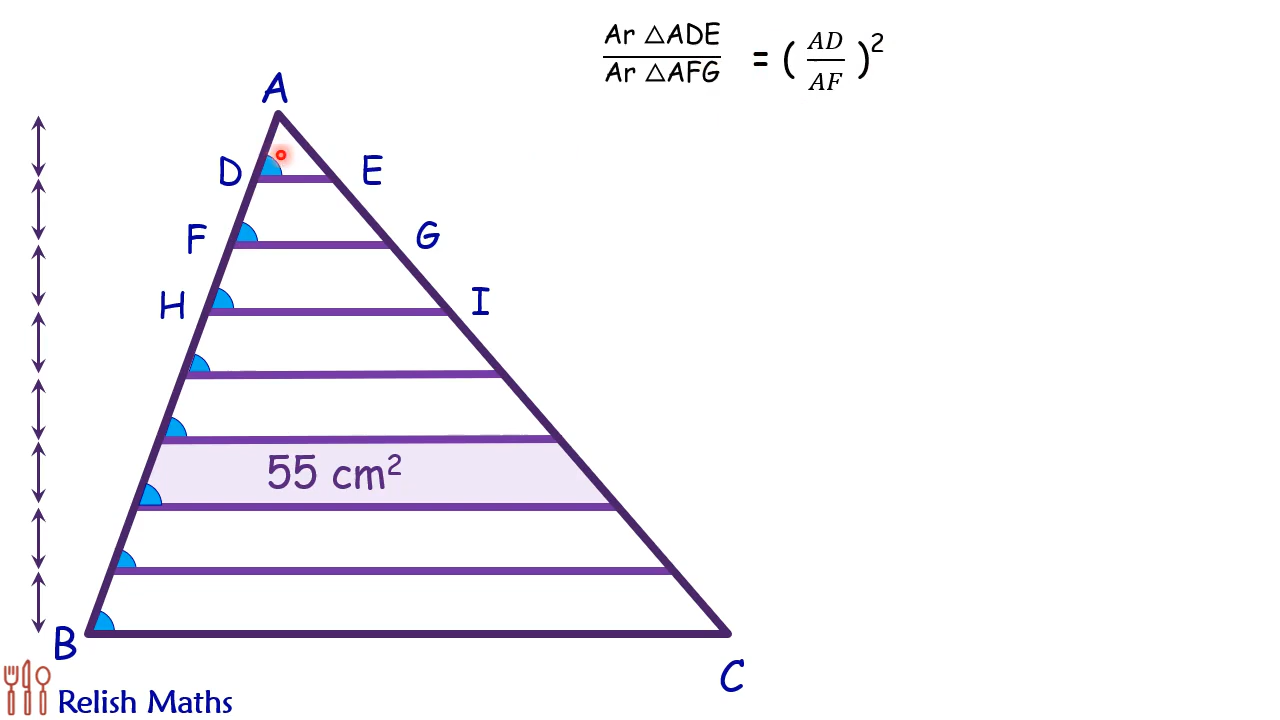 Ar △ADE
Ar △AFG
= ( AD / AF )²
A
D E
F G
H I
55 cm²
B
C
Relish Maths